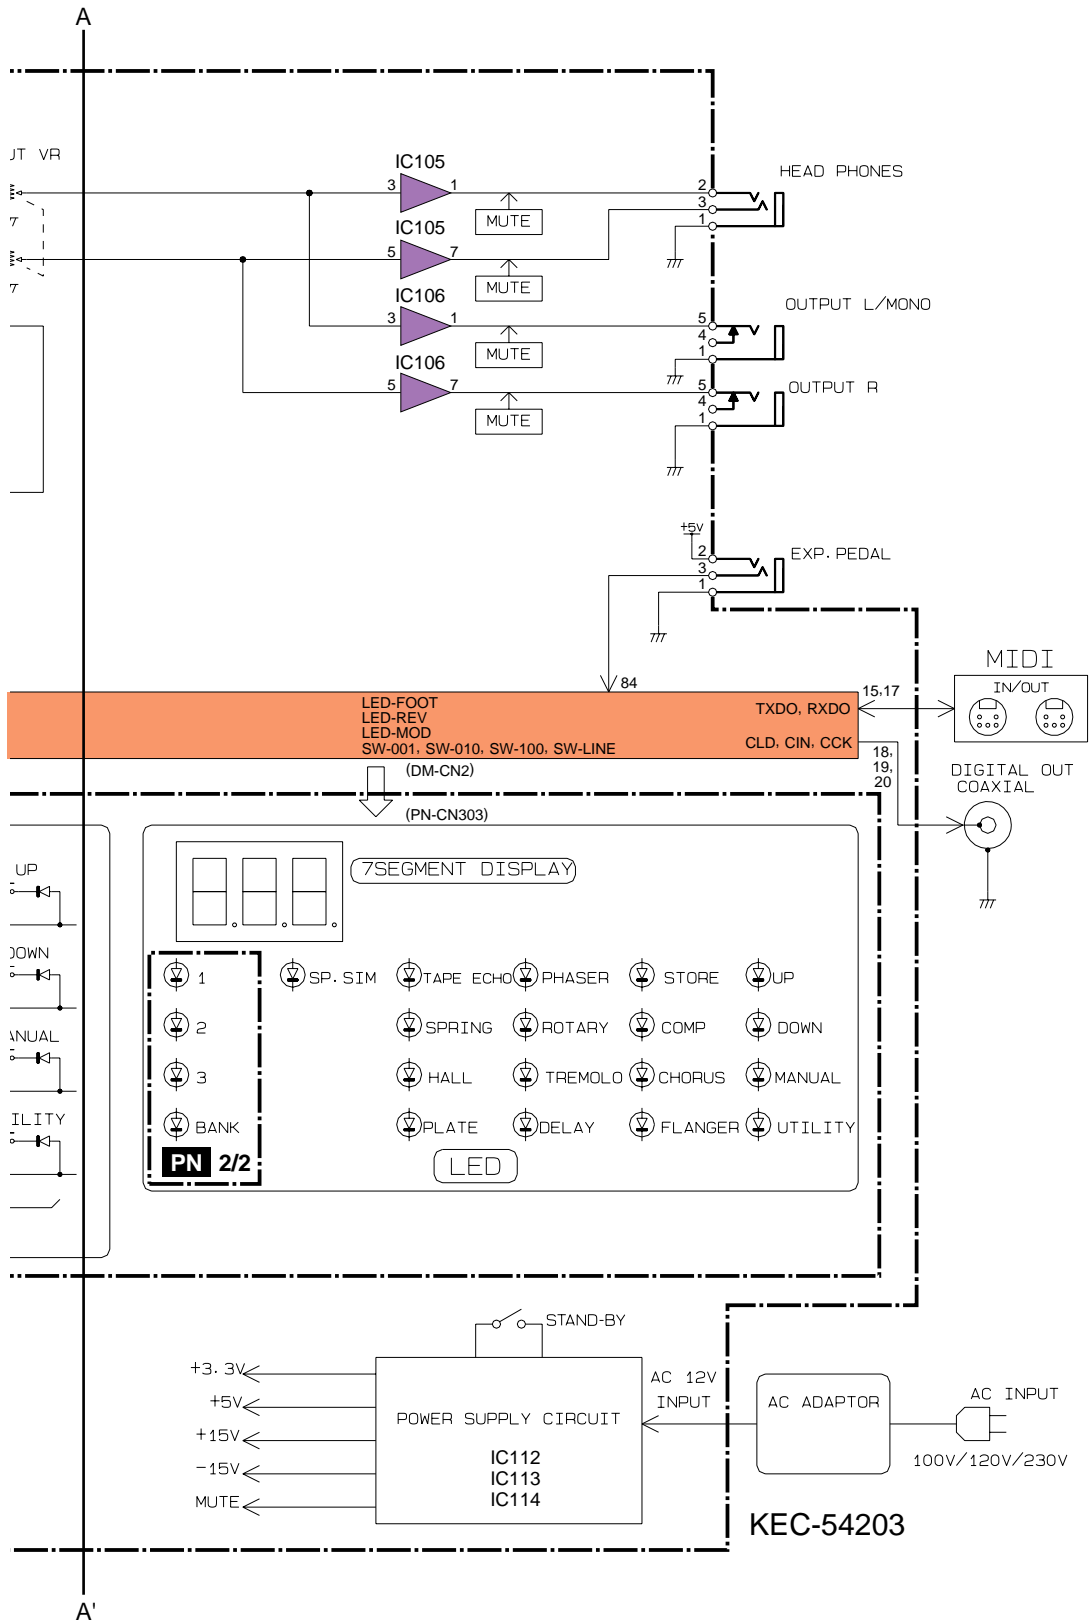 A
UT VR
IC105
3
1
MUTE
2
3
1
HEAD PHONES
IC105
5
7
MUTE
IC106
3
1
MUTE
5
4
1
OUTPUT L/MONO
IC106
5
7
MUTE
5
4
1
OUTPUT R
+5V
2
3
1
EXP. PEDAL
84
LED-FOOT
LED-REV
LED-MOD
SW-001, SW-010, SW-100, SW-LINE
TXDO, RXDO
CLD, CIN, CCK
15,17
18,
19,
20
MIDI
IN/OUT
DIGITAL OUT
COAXIAL
(DM-CN2)
(PN-CN303)
7SEGMENT DISPLAY
UP
DOWN
ANUAL
ILITY
1 SP. SIM TAPE ECHO PHASER STORE UP
2 SPRING ROTARY COMP DOWN
3 HALL TREMOLO CHORUS MANUAL
BANK PLATE DELAY FLANGER UTILITY
PN 2/2
LED
STAND-BY
+3.3V
+5V
+15V
-15V
MUTE
POWER SUPPLY CIRCUIT
IC112
IC113
IC114
AC 12V
INPUT
AC ADAPTOR
AC INPUT
100V/120V/230V
KEC-54203
A'